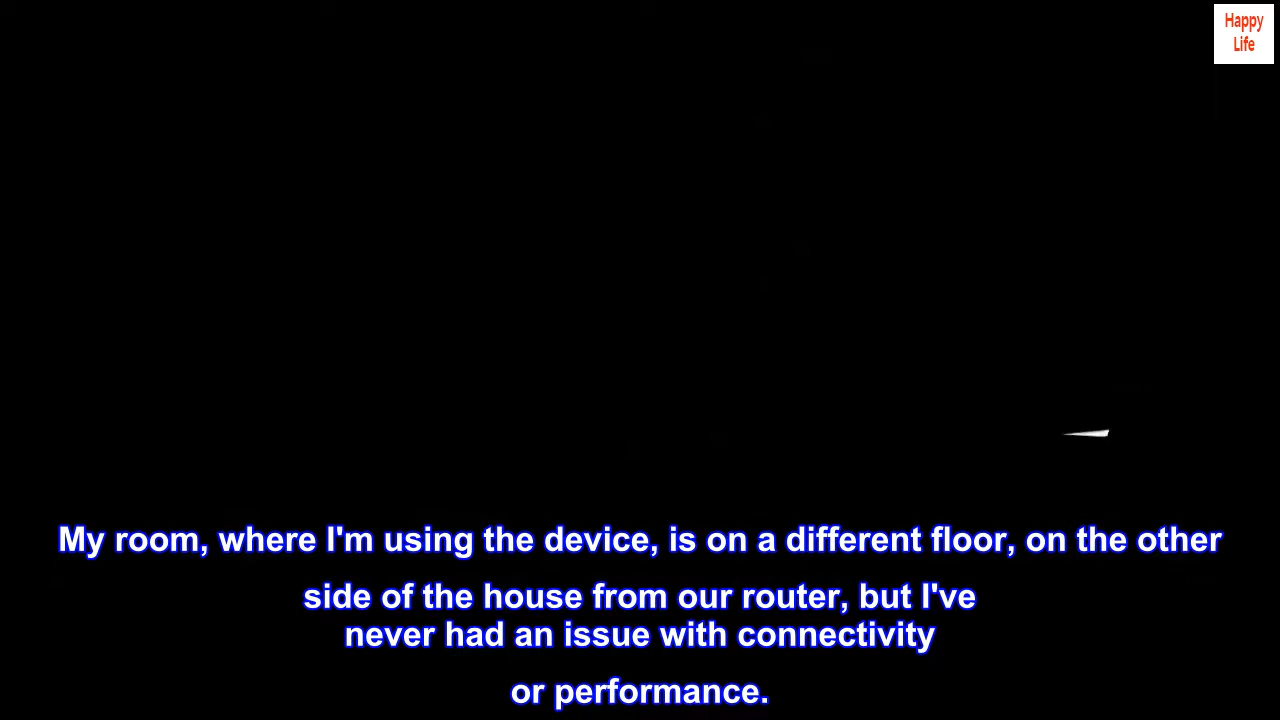 Happy
Life
My room, where I'm using the device, is on a different floor, on the other
side of the house from our router, but I've
never had an issue with connectivity
or performance.